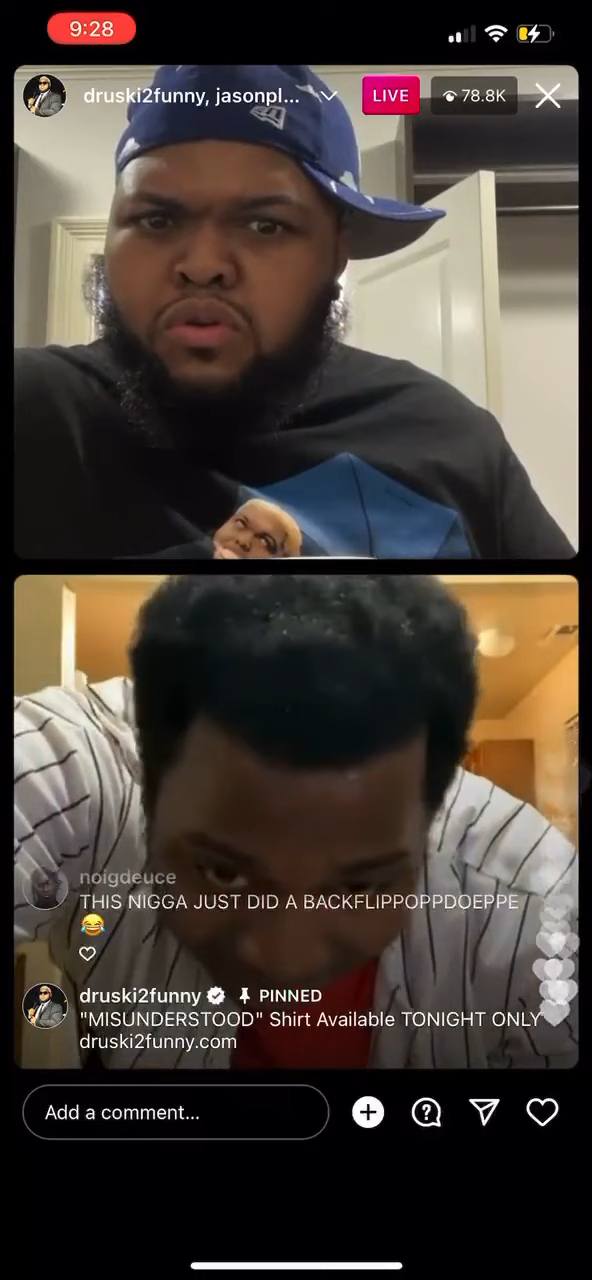 9:28
druski2funny, jasonpl...
LIVE
78.8K
noigdeuce
THIS NIGGA JUST DID A BACKFLIPPOPPDOEPPE
😂
druski2funny PINNED
"MISUNDERSTOOD" Shirt Available TONIGHT ONLY
druski2funny.com
Add a comment...